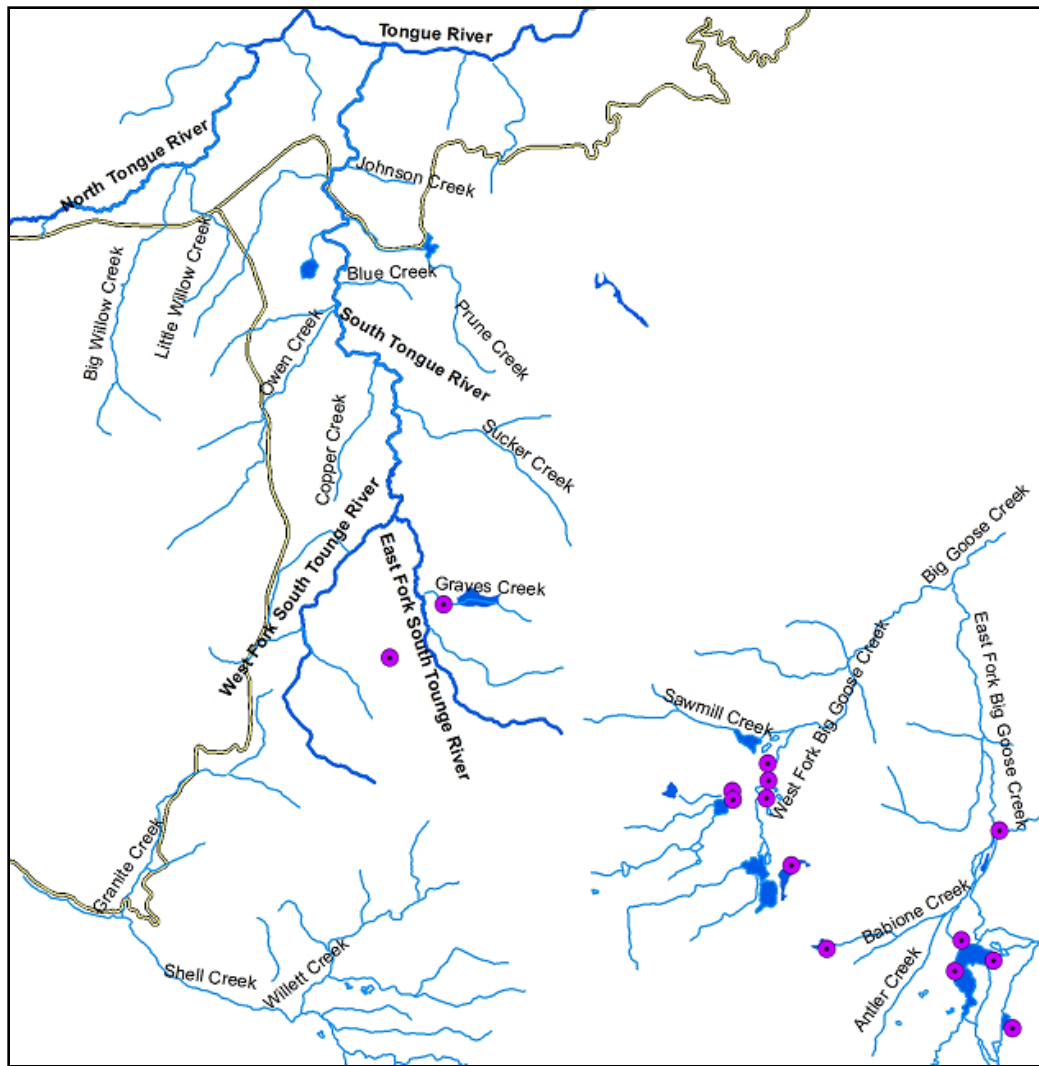 Tongue River
North Tongue River
Johnson Creek
Big Willow Creek
Little Willow Creek
Blue Creek
Prune Creek
Owen Creek
South Tongue River
Copper Creek
Sucker Creek
West Fork South Tounge River
East Fork South Tounge River
Graves Creek
Big Goose Creek
East Fork Big Goose Creek
West Fork Big Goose Creek
Sawmill Creek
Granite Creek
Babione Creek
Antler Creek
Shell Creek
Willett Creek